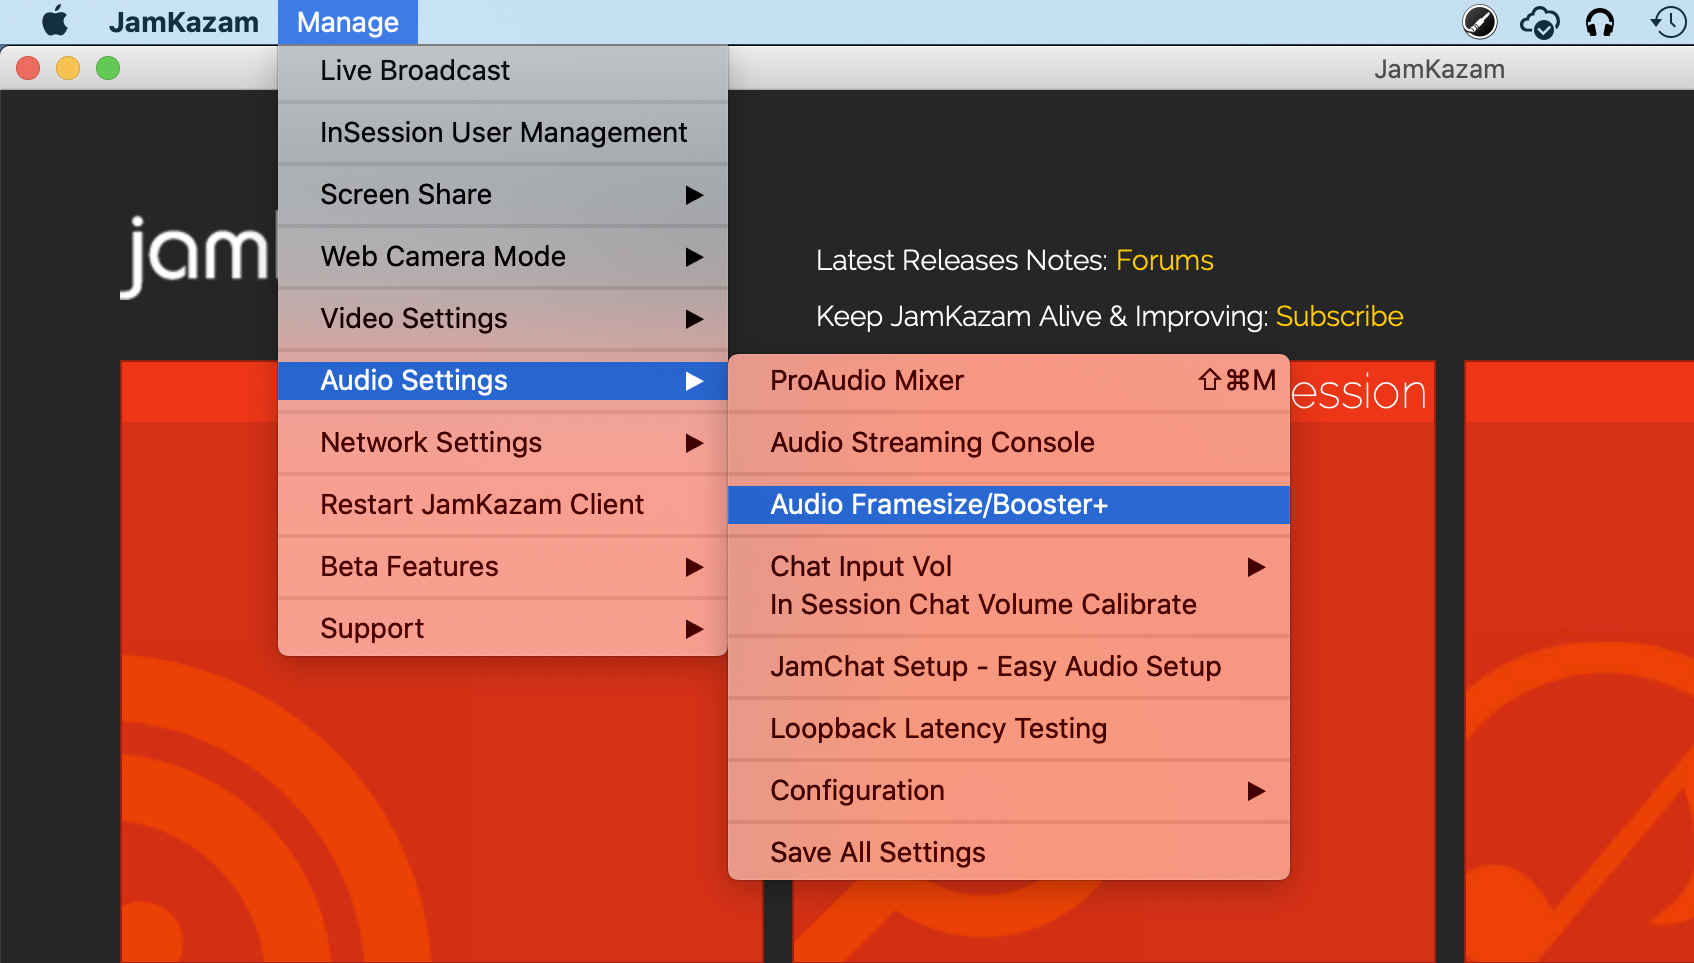 JamKazam Manage
JamKazam
Live Broadcast
InSession User Management
Screen Share
Web Camera Mode
Video Settings
Audio Settings
Network Settings
Restart JamKazam Client
Beta Features
Support
jam
Latest Releases Notes: Forums
Keep JamKazam Alive & Improving: Subscribe
ession
ProAudio Mixer ⇧⌘M
Audio Streaming Console
Audio Framesize/Booster+
Chat Input Vol
In Session Chat Volume Calibrate
JamChat Setup - Easy Audio Setup
Loopback Latency Testing
Configuration
Save All Settings